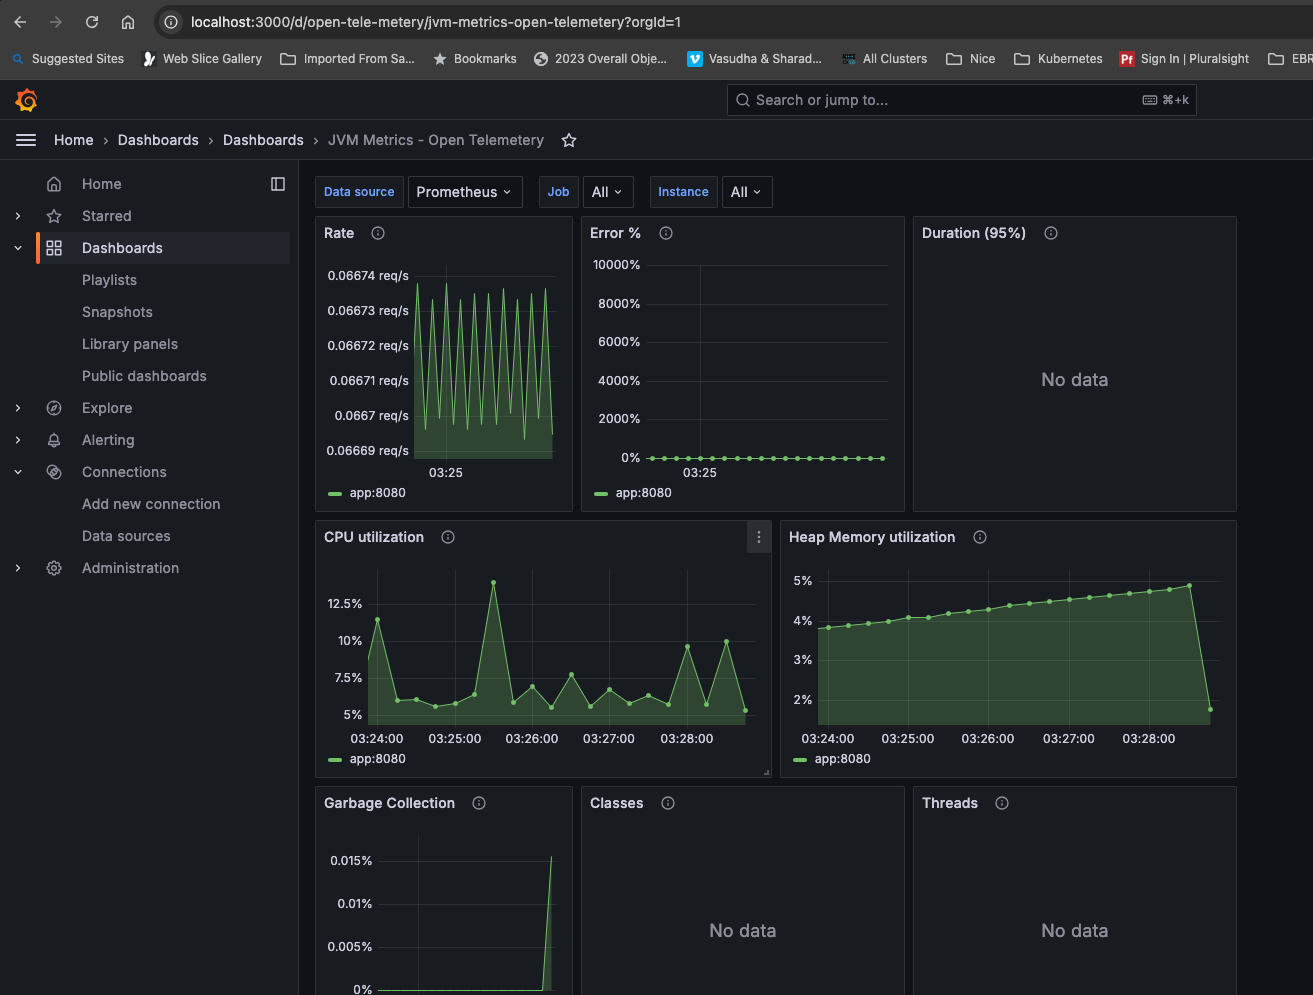 localhost:3000/d/open-tele-metery/jvm-metrics-open-telemetery?orgId=1
Suggested Sites Web Slice Gallery Imported From Sa... Bookmarks 2023 Overall Obje... Vasudha & Sharad... All Clusters Nice Kubernetes Pf Sign In | Pluralsight EBR
Search or jump to... ⌘+k
Home › Dashboards › Dashboards › JVM Metrics - Open Telemetery
Home
Starred
Dashboards
Playlists
Snapshots
Library panels
Public dashboards
Explore
Alerting
Connections
Add new connection
Data sources
Administration
Data source Prometheus Job All Instance All
Rate
0.06674 req/s
0.06673 req/s
0.06672 req/s
0.06671 req/s
0.0667 req/s
0.06669 req/s
03:25
app:8080
Error %
10000%
8000%
6000%
4000%
2000%
0%
03:25
app:8080
Duration (95%)
No data
CPU utilization
12.5%
10%
7.5%
5%
03:24:00 03:25:00 03:26:00 03:27:00 03:28:00
app:8080
Heap Memory utilization
5%
4%
3%
2%
03:24:00 03:25:00 03:26:00 03:27:00 03:28:00
app:8080
Garbage Collection
0.015%
0.01%
0.005%
0%
Classes
No data
Threads
No data